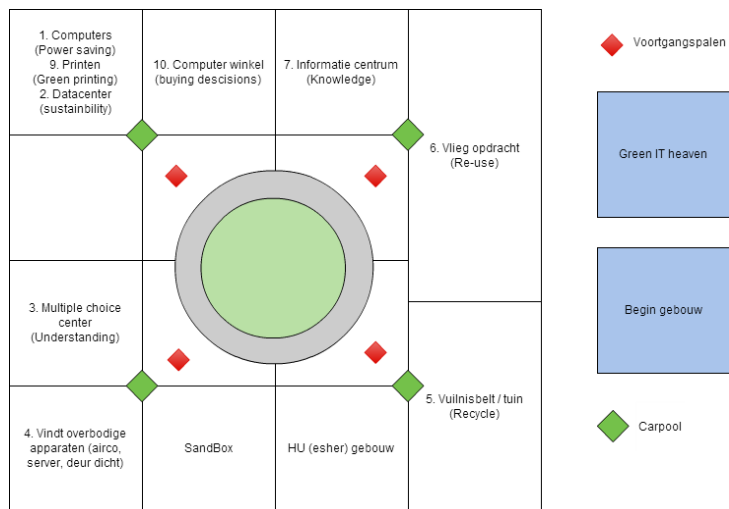 1. Computers
(Power saving)
9. Printen
(Green printing)
2. Datacenter
(sustainbility)
10. Computer winkel
(buying descisions)
7. Informatie centrum
(Knowledge)
6. Vlieg opdracht
(Re-use)
3. Multiple choice
center
(Understanding)
4. Vindt overbodige
apparaten (airco,
server, deur dicht)
SandBox
HU (esher) gebouw
5. Vuilnisbelt / tuin
(Recycle)
Voortgangspalen
Green IT heaven
Begin gebouw
Carpool